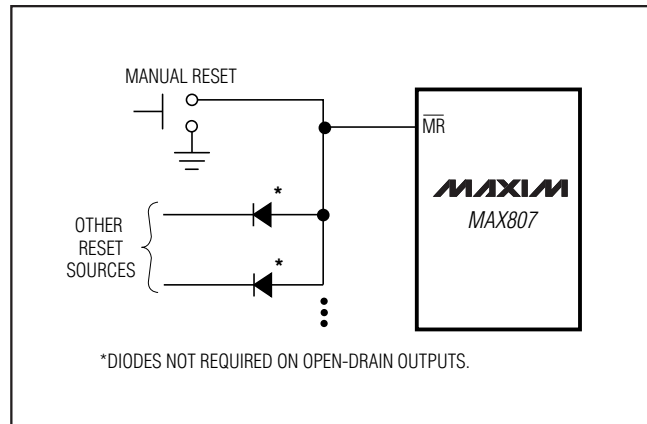 MANUAL RESET
MR
MAXIM
MAX807
*
OTHER
RESET
SOURCES
*
*DIODES NOT REQUIRED ON OPEN-DRAIN OUTPUTS.